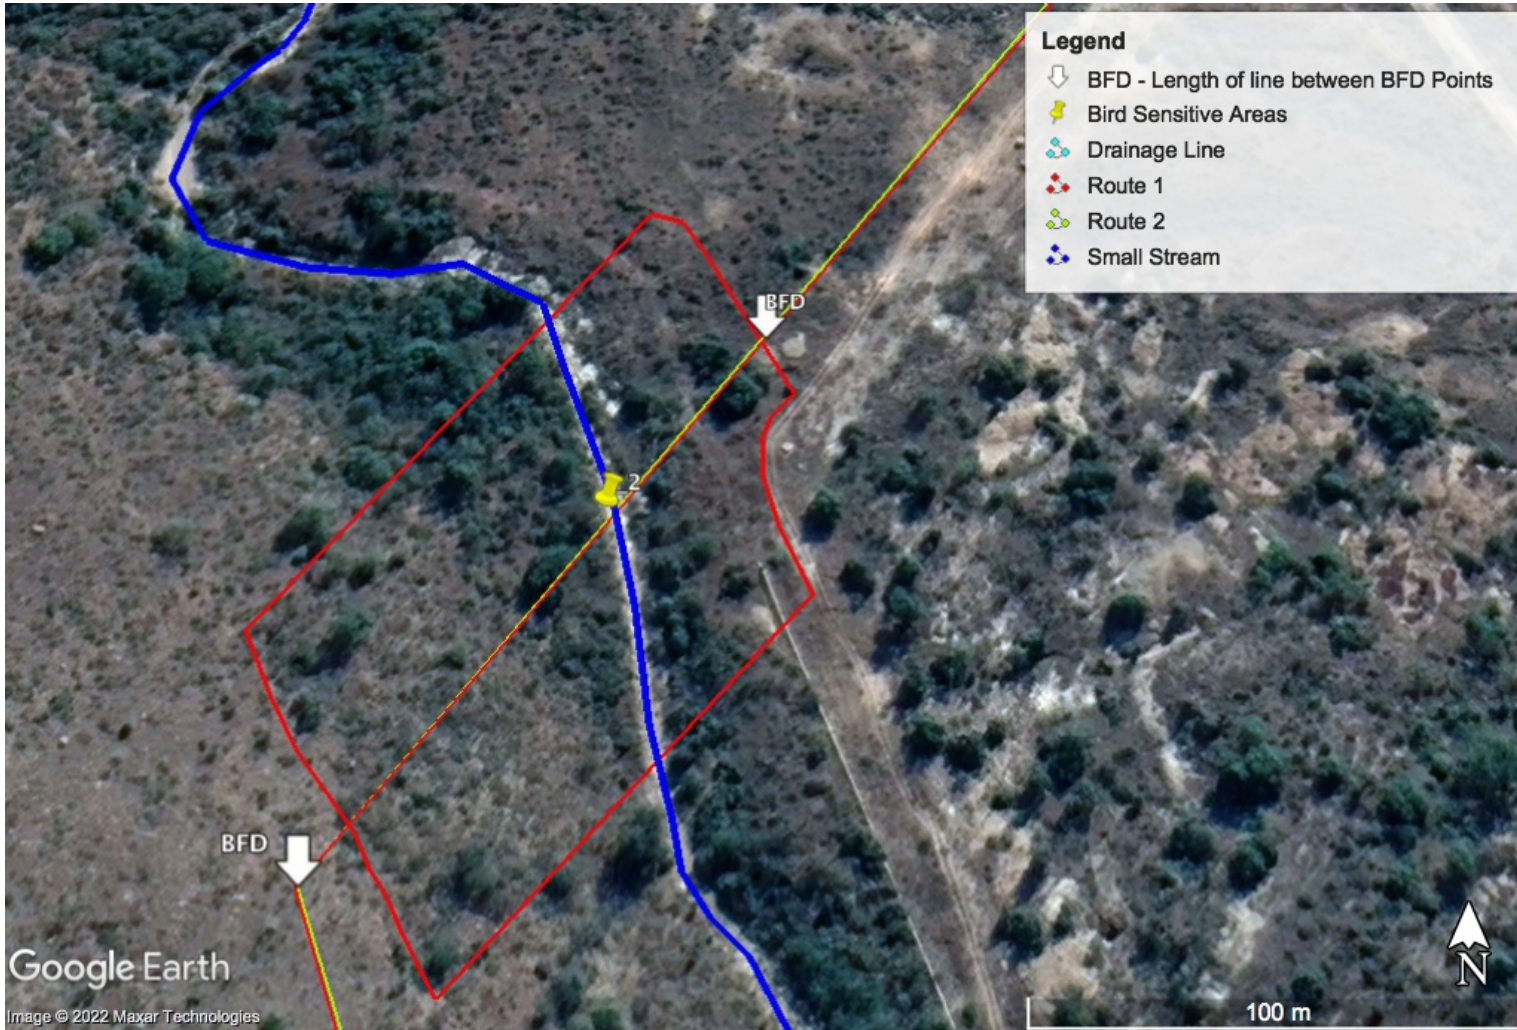 Legend
BFD - Length of line between BFD Points
Bird Sensitive Areas
Drainage Line
Route 1
Route 2
Small Stream
BFD
_2
BFD
Google Earth
Image © 2022 Maxar Technologies
100 m
N